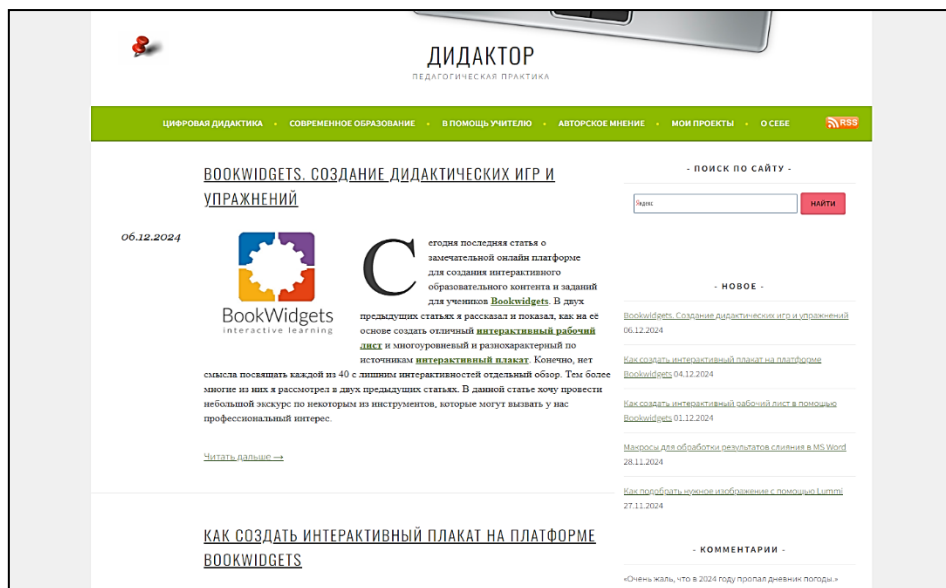 ДИДАКТОР
ПЕДАГОГИЧЕСКАЯ ПРАКТИКА
ЦИФРОВАЯ ДИДАКТИКА • СОВРЕМЕННОЕ ОБРАЗОВАНИЕ • В ПОМОЩЬ УЧИТЕЛЮ • АВТОРСКОЕ МНЕНИЕ • МОИ ПРОЕКТЫ • О СЕБЕ RSS
BOOKWIDGETS. СОЗДАНИЕ ДИДАКТИЧЕСКИХ ИГР И
УПРАЖНЕНИЙ
06.12.2024
BookWidgets
interactive learning
Сегодня последняя статья о
замечательной онлайн платформе
для создания интерактивного
образовательного контента и заданий
для учеников Bookwidgets. В двух
предыдущих статьях я рассказал и показал, как на её
основе создать отличный интерактивный рабочий
лист и многоуровневый и разнохарактерный по
источникам интерактивный плакат. Конечно, нет
смысла посвящать каждой из 40 с лишним интерактивностей отдельный обзор. Тем более
многие из них я рассмотрел в двух предыдущих статьях. В данной статье хочу провести
небольшой экскурс по некоторым из инструментов, которые могут вызвать у нас
профессиональный интерес.
Читать дальше →
КАК СОЗДАТЬ ИНТЕРАКТИВНЫЙ ПЛАКАТ НА ПЛАТФОРМЕ
BOOKWIDGETS
- ПОИСК ПО САЙТУ -
Яндекс
НАЙТИ
- НОВОЕ -
Bookwidgets. Создание дидактических игр и упражнений
06.12.2024
Как создать интерактивный плакат на платформе
Bookwidgets 04.12.2024
Как создать интерактивный рабочий лист в помощью
Bookwidgets 01.12.2024
Макросы для обработки результатов слияния в MS Word
28.11.2024
Как подобрать нужное изображение с помощью Lummi
27.11.2024
- КОММЕНТАРИИ -
«Очень жаль, что в 2024 году пропал дневник погоды.»